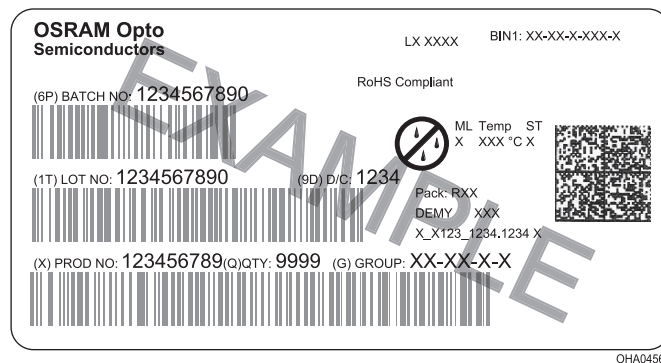 OSRAM Opto
Semiconductors
LX XXXX
BIN1: XX-XX-X-XXX-X
RoHS Compliant
(6P) BATCH NO: 1234567890
ML Temp ST
X XXX °C X
(1T) LOT NO: 1234567890 (9D) D/C: 1234
Pack: RXX
DEMY XXX
X_X123_1234.1234 X
(X) PROD NO: 123456789(Q)QTY: 9999 (G) GROUP: XX-XX-X-X
EXAMPLE